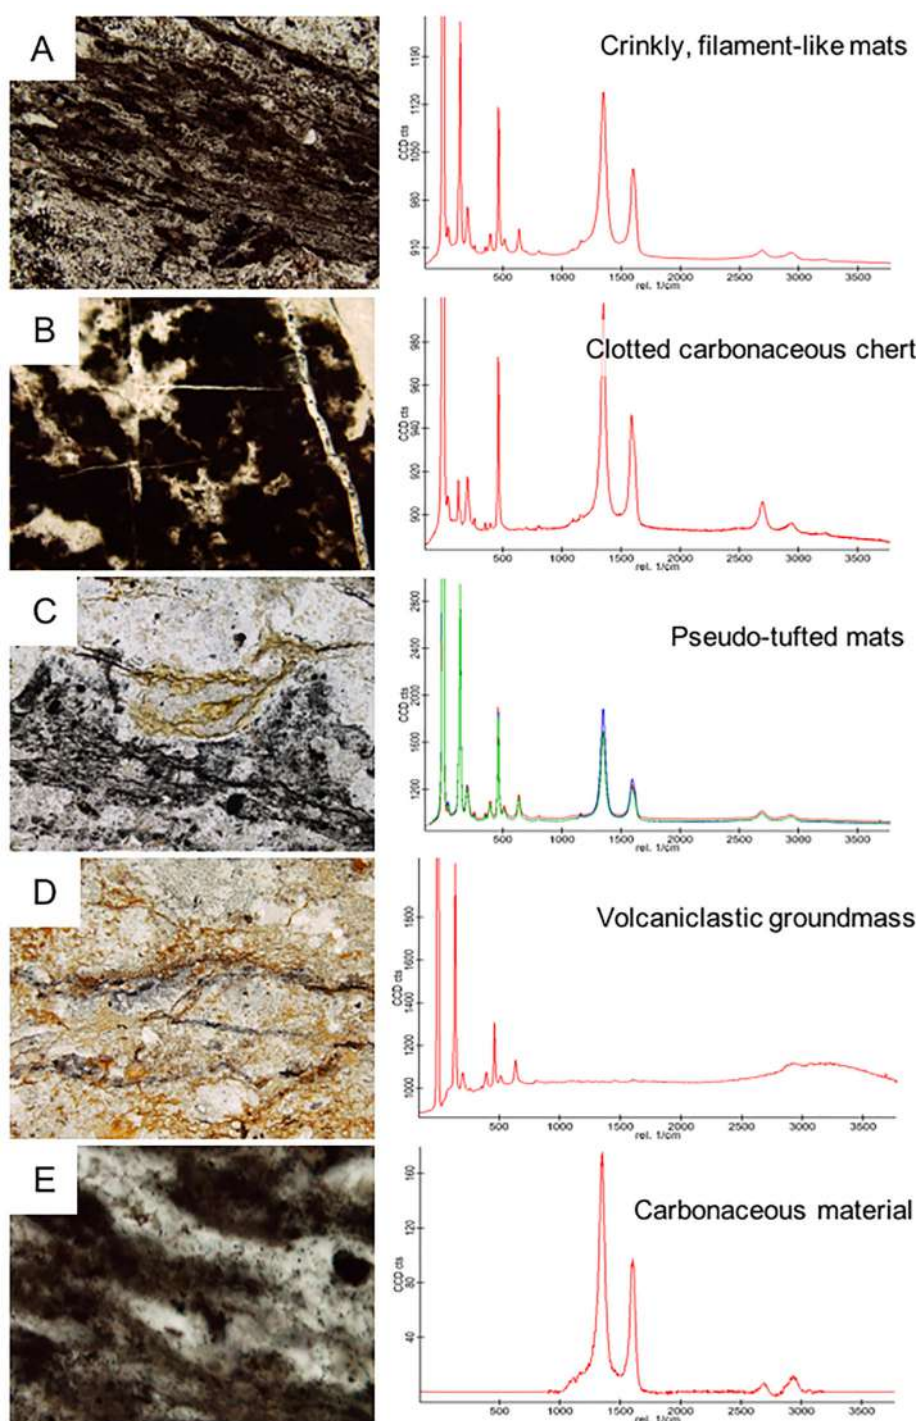 A
Crinkly, filament-like mats
CCD cts
1190
1120
1050
980
910
500 1000 1500 2000 2500 3000 3500
rel. 1/cm
B
Clotted carbonaceous chert
CCD cts
980
960
940
920
900
500 1000 1500 2000 2500 3000 3500
rel. 1/cm
C
Pseudo-tufted mats
CCD cts
2800
2400
2000
1600
1200
500 1000 1500 2000 2500 3000 3500
rel. 1/cm
D
Volcaniclastic groundmass
CCD cts
1800
1600
1400
1200
1000
500 1000 1500 2000 2500 3000 3500
rel. 1/cm
E
Carbonaceous material
CCD cts
160
120
80
40
500 1000 1500 2000 2500 3000 3500
rel. 1/cm